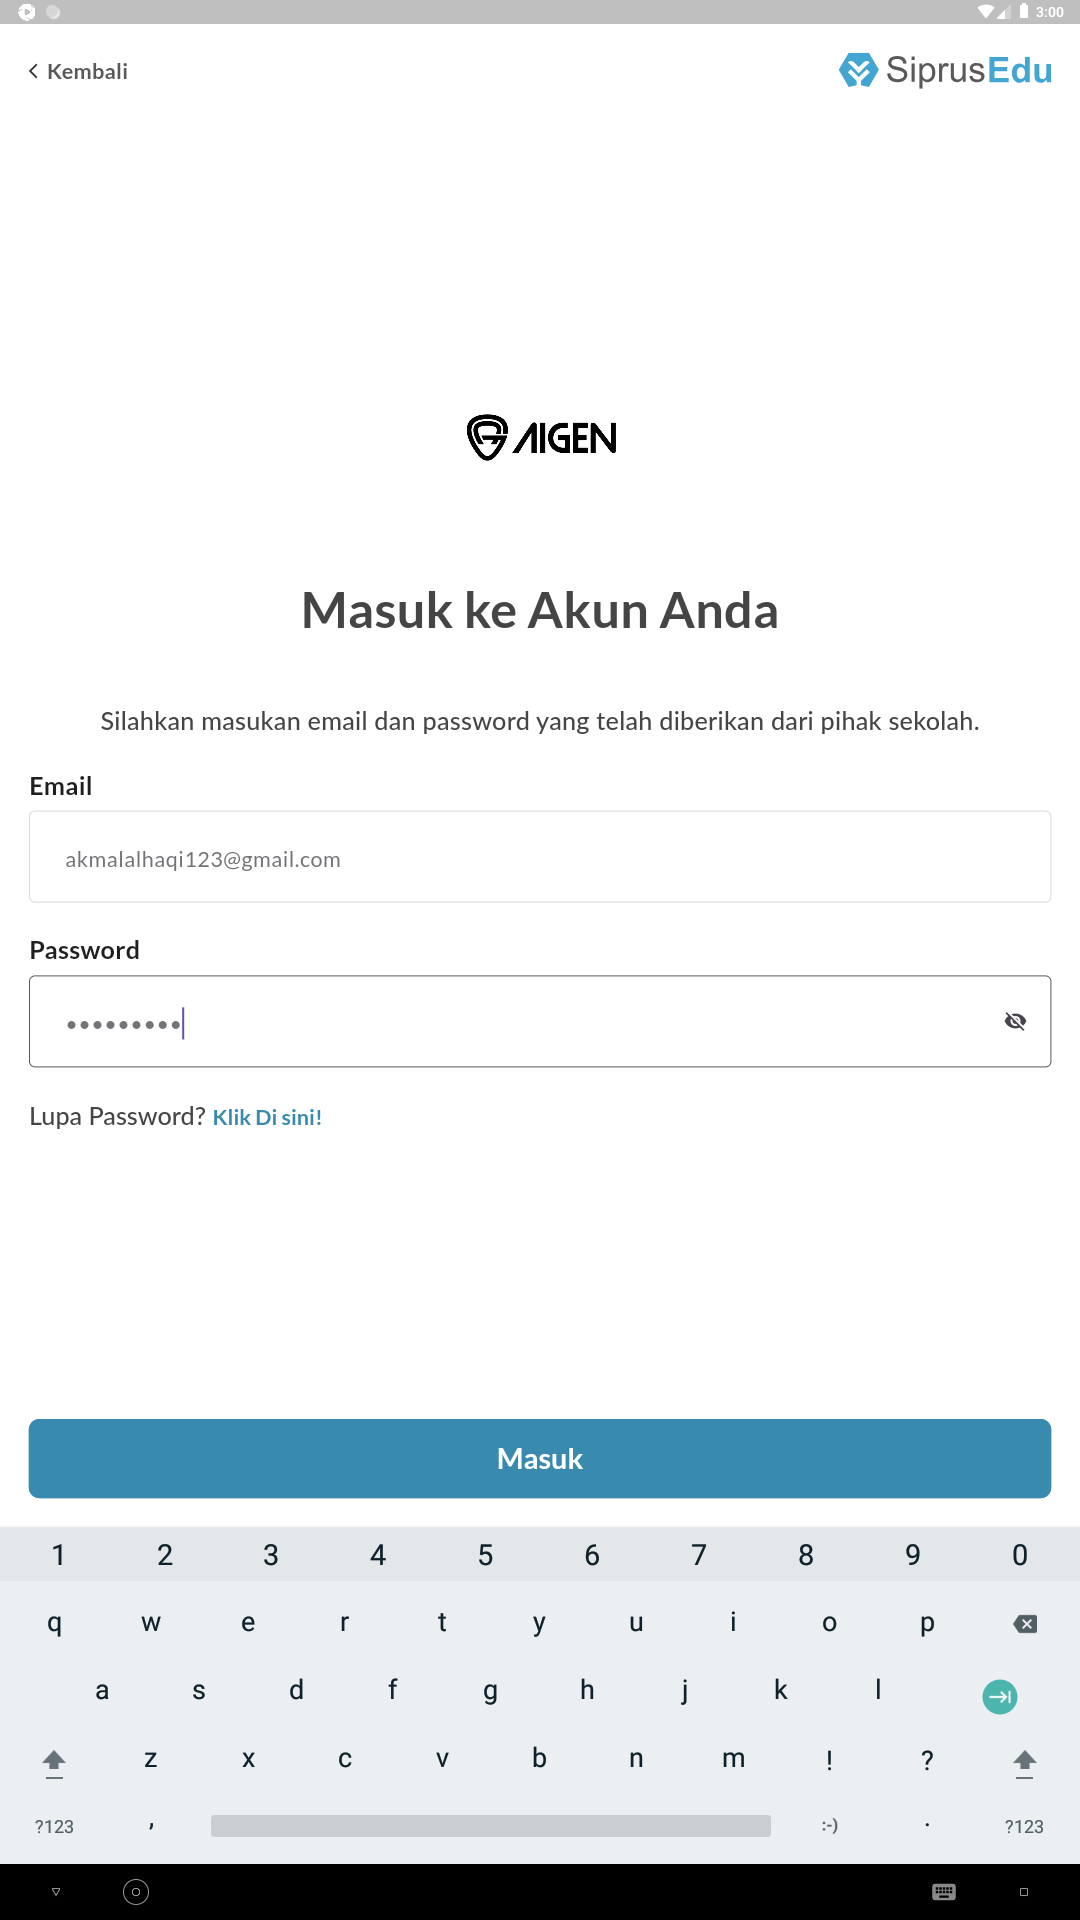 3:00
Kembali
SiprusEdu
AIGEN
Masuk ke Akun Anda
Silahkan masukan email dan password yang telah diberikan dari pihak sekolah.
Email
akmalalhaqi123@gmail.com
Password
•••••••••
Lupa Password? Klik Di sini!
Masuk
1 2 3 4 5 6 7 8 9 0
q w e r t y u i o p
a s d f g h j k l
z x c v b n m ! ?
?123 , :-) . ?123